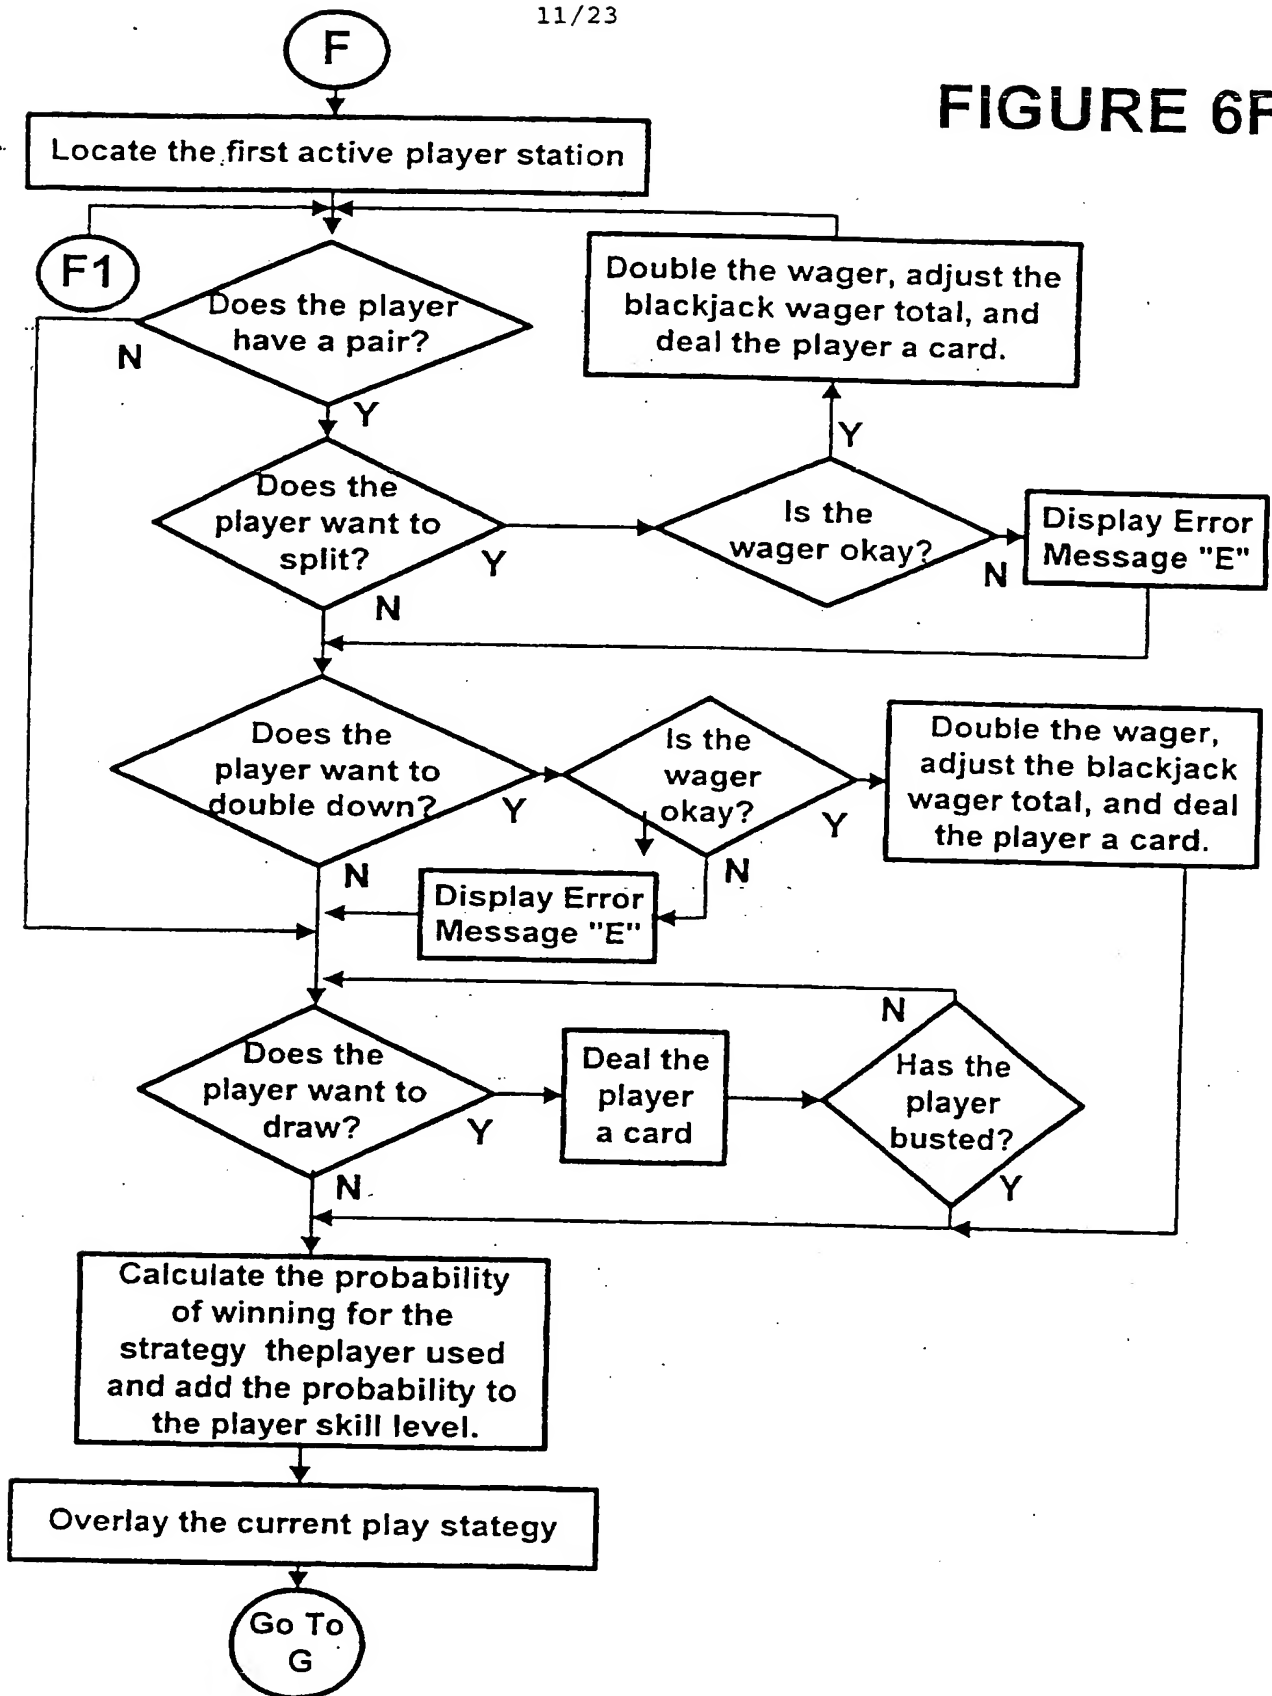 11/23
F
FIGURE 6F
Locate the first active player station
F1
Does the player
have a pair?
N
Y
Double the wager, adjust the
blackjack wager total, and
deal the player a card.
Y
Does the
player want to
split?
Y
N
Is the
wager okay?
N
Display Error
Message "E"
Does the
player want to
double down?
Y
N
Is the
wager
okay?
Y
N
Double the wager,
adjust the blackjack
wager total, and deal
the player a card.
Display Error
Message "E"
Does the
player want to
draw?
Y
N
Deal the
player
a card
N
Has the
player
busted?
Y
Calculate the probability
of winning for the
strategy theplayer used
and add the probability to
the player skill level.
Overlay the current play stategy
Go To
G